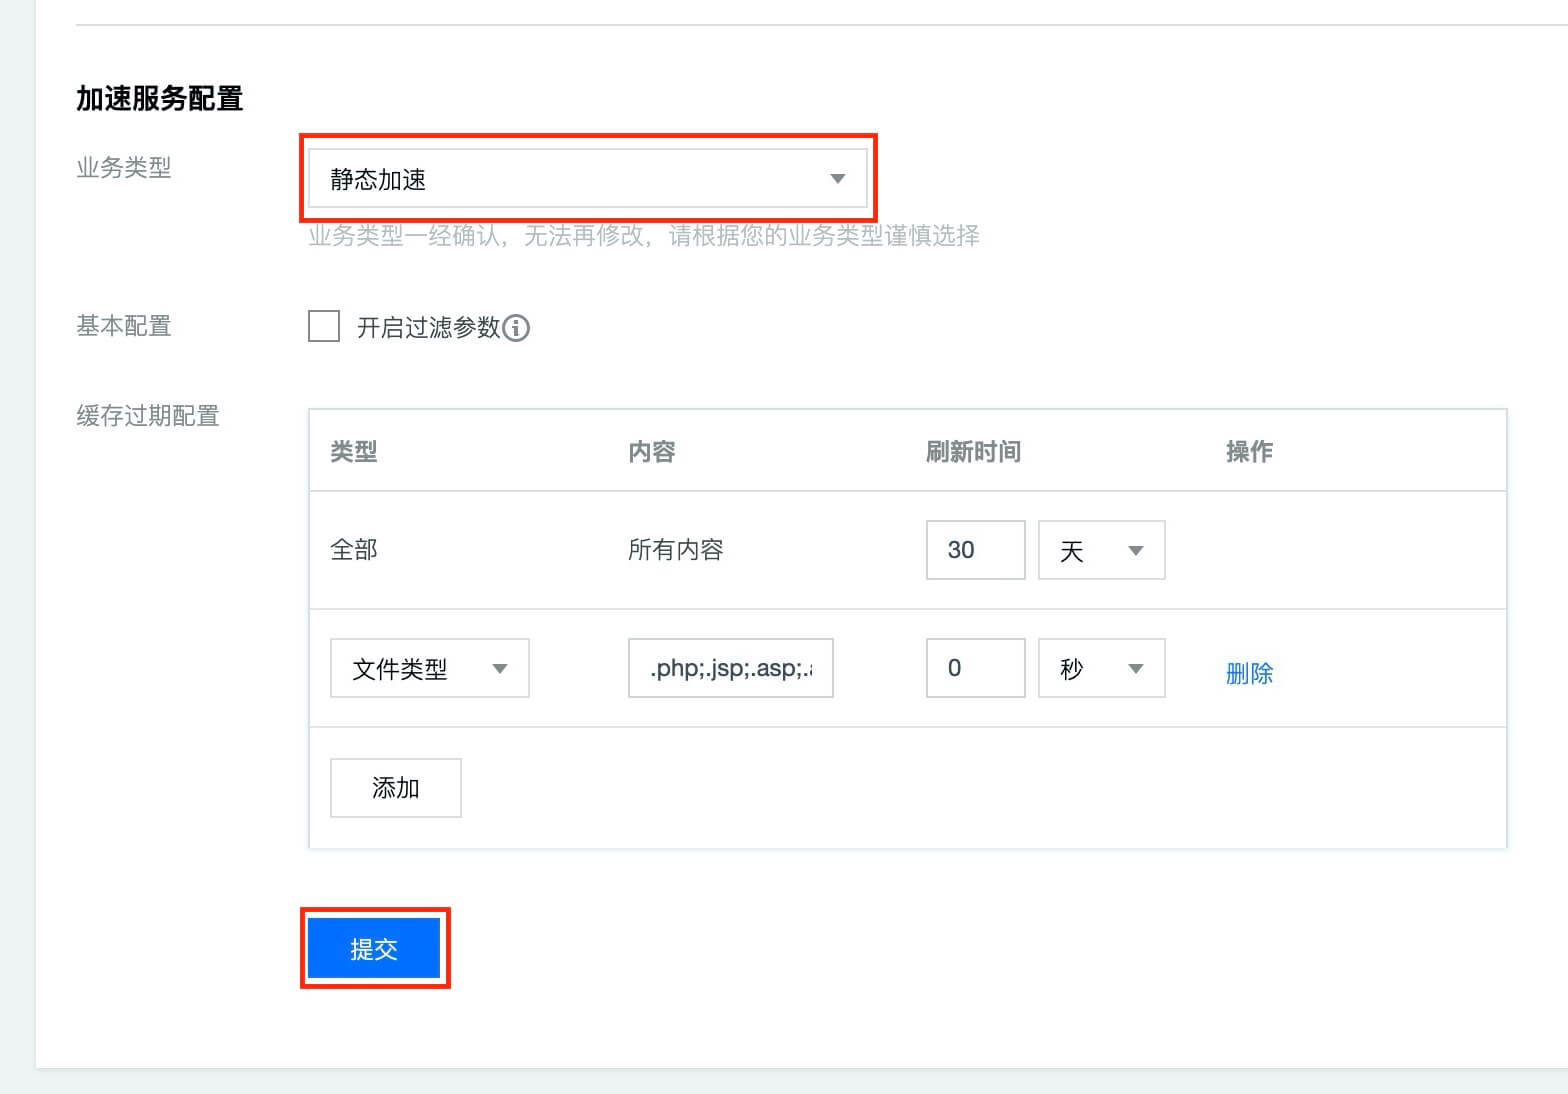 加速服务配置
业务类型
静态加速
业务类型一经确认，无法再修改，请根据您的业务类型谨慎选择
基本配置
开启过滤参数
缓存过期配置
类型 内容 刷新时间 操作
全部 所有内容 30 天
文件类型 .php;.jsp;.asp;. 0 秒 删除
添加
提交